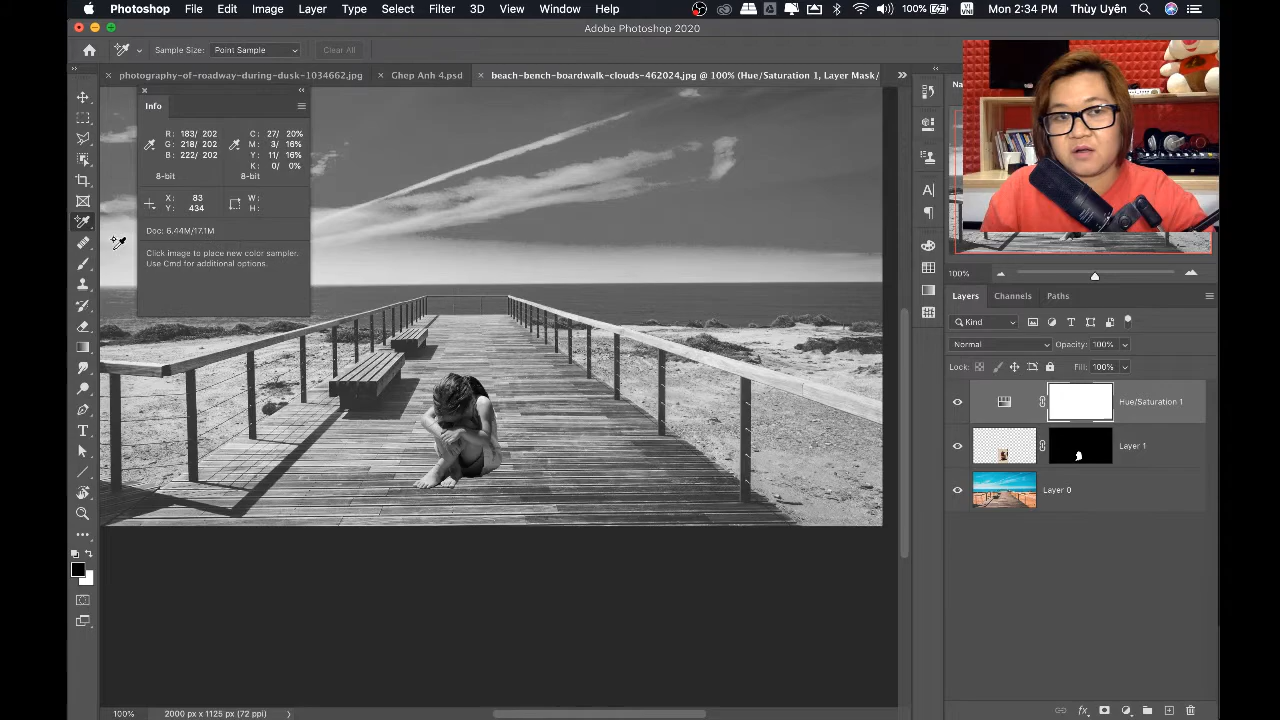 Photoshop File Edit Image Layer Type Select Filter 3D View Window Help 100% VI VNI Mon 2:34 PM Thùy Uyên
Adobe Photoshop 2020
Sample Size: Point Sample Clear All
photography-of-roadway-during-dusk-1034662.jpg Ghep Anh 4.psd beach-bench-boardwalk-clouds-462024.jpg @ 100% (Hue/Saturation 1, Layer Mask/
Info
R: 183/ 202 C: 27/ 20%
G: 218/ 202 M: 3/ 16%
B: 222/ 202 Y: 11/ 16%
K: 0/ 0%
8-bit 8-bit
X: 83 W:
Y: 434 H:
Doc: 6.44M/17.1M
Click image to place new color sampler.
Use Cmd for additional options.
Na
100%
Layers Channels Paths
Kind
Normal Opacity: 100%
Lock: Fill: 100%
Hue/Saturation 1
Layer 1
Layer 0
100% 2000 px x 1125 px (72 ppi)